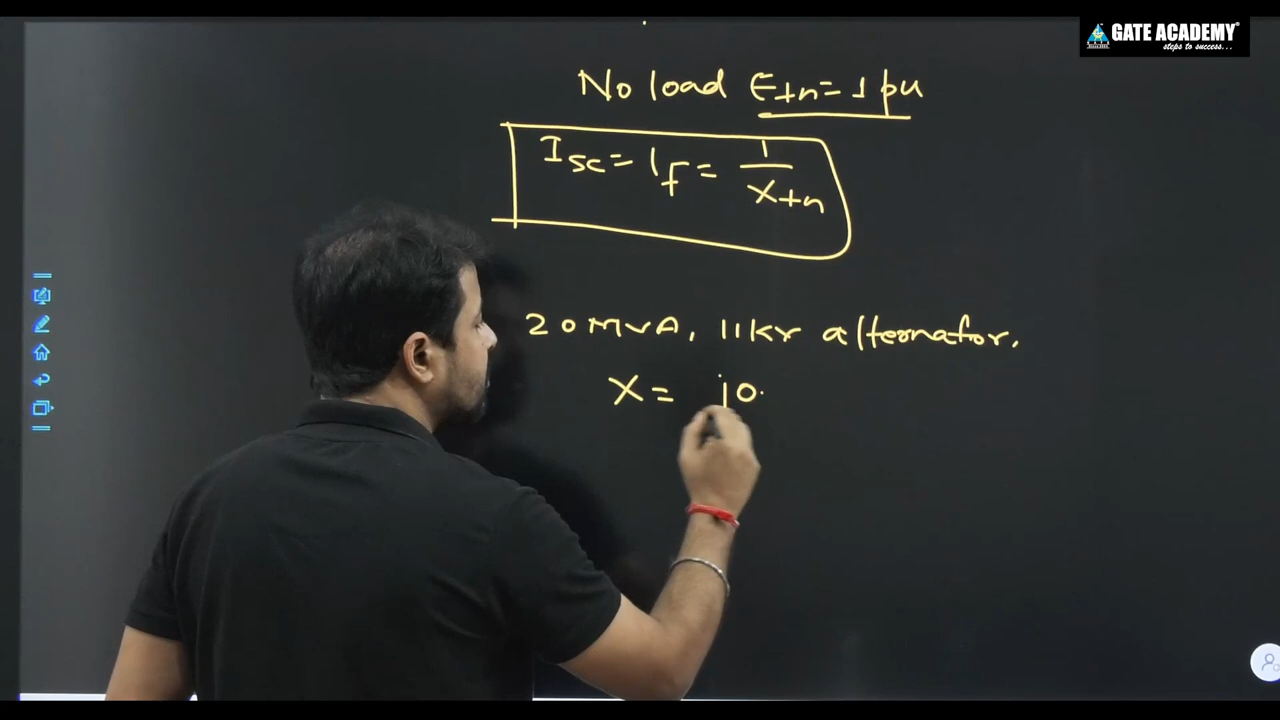 GATE ACADEMY
steps to success...
No load Eth = 1 pu
Isc = If = 1/Xth
20 MVA, 11kv alternator.
X = j0.